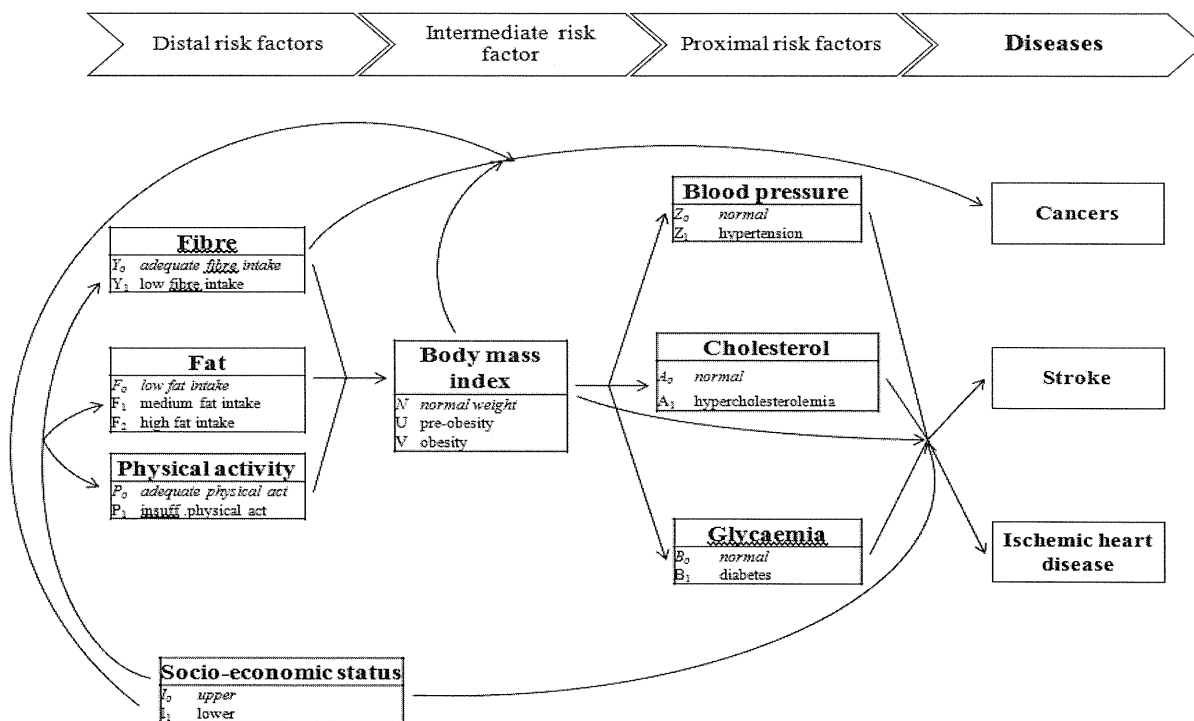 Distal risk factors
Intermediate risk
factor
Proximal risk factors
Diseases
Blood pressure
Z₀ normal
Z₁ hypertension
Cancers
Fibre
Y₀ adequate fibre intake
Y₁ low fibre intake
Fat
F₀ low fat intake
F₁ medium fat intake
F₂ high fat intake
Body mass
index
N normal weight
U pre-obesity
V obesity
Cholesterol
A₀ normal
A₁ hypercholesterolemia
Stroke
Physical activity
P₀ adequate physical act
P₁ insuff .physical act
Glycaemia
B₀ normal
B₁ diabetes
Ischemic heart
disease
Socio-economic status
I₀ upper
I₁ lower